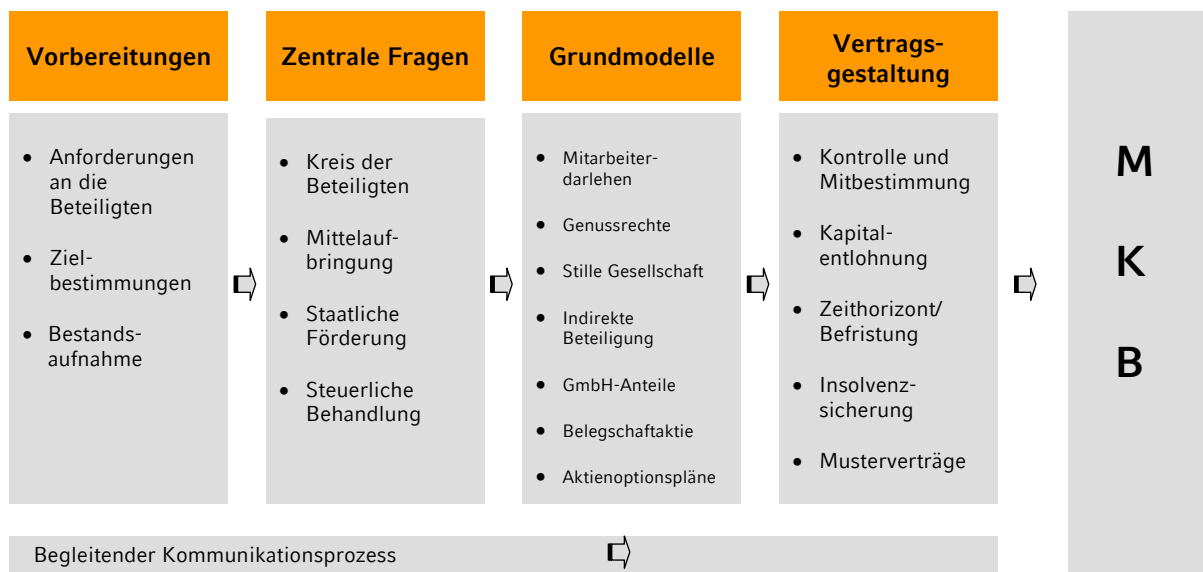 Vorbereitungen
• Anforderungen
an die
Beteiligten
• Ziel-
bestimmungen
• Bestands-
aufnahme
Zentrale Fragen
• Kreis der
Beteiligten
• Mittelauf-
bringung
• Staatliche
Förderung
• Steuerliche
Behandlung
Grundmodelle
• Mitarbeiter-
darlehen
• Genussrechte
• Stille Gesellschaft
• Indirekte
Beteiligung
• GmbH-Anteile
• Belegschaftaktie
• Aktienoptionspläne
Vertrags-
gestaltung
• Kontrolle und
Mitbestimmung
• Kapital-
entlohnung
• Zeithorizont/
Befristung
• Insolvenz-
sicherung
• Musterverträge
M
K
B
Begleitender Kommunikationsprozess